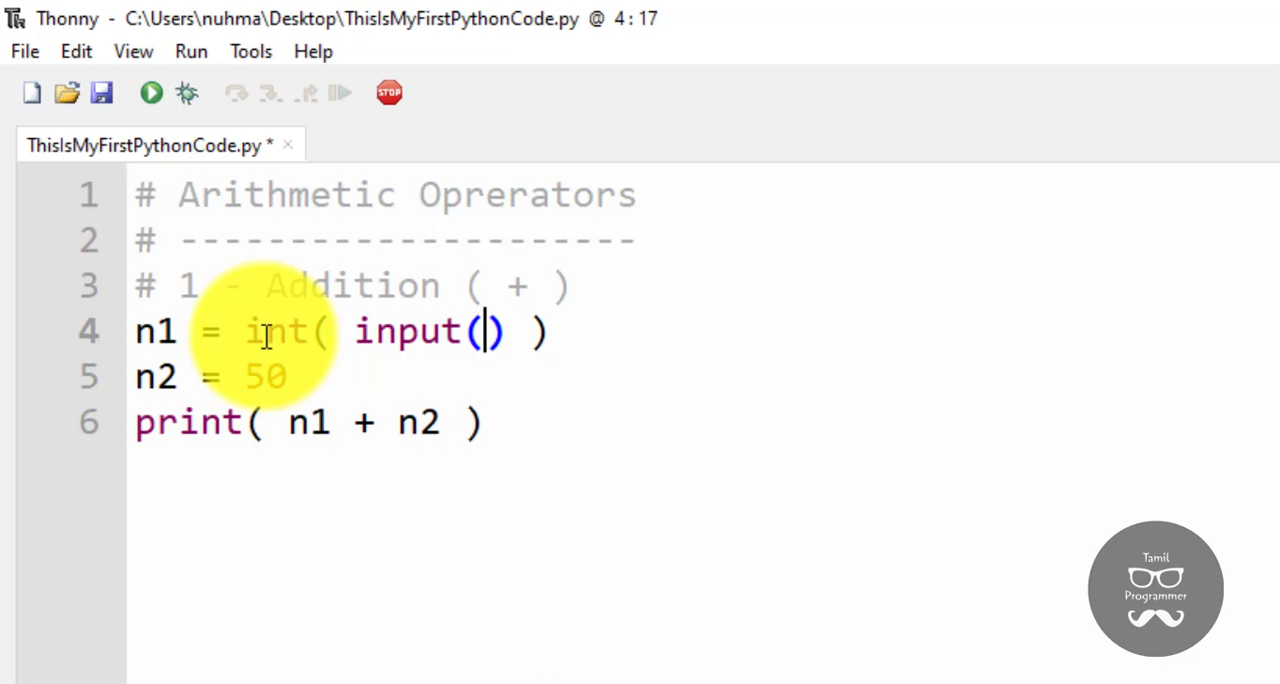 Thonny - C:\Users\nuhma\Desktop\ThisIsMyFirstPythonCode.py @ 4:17
File Edit View Run Tools Help
STOP
ThisIsMyFirstPythonCode.py * ×
1 # Arithmetic Oprerators
2 # ---------------------
3 # 1 - Addition ( + )
4 n1 = int( input() )
5 n2 = 50
6 print( n1 + n2 )
Tamil
Programmer